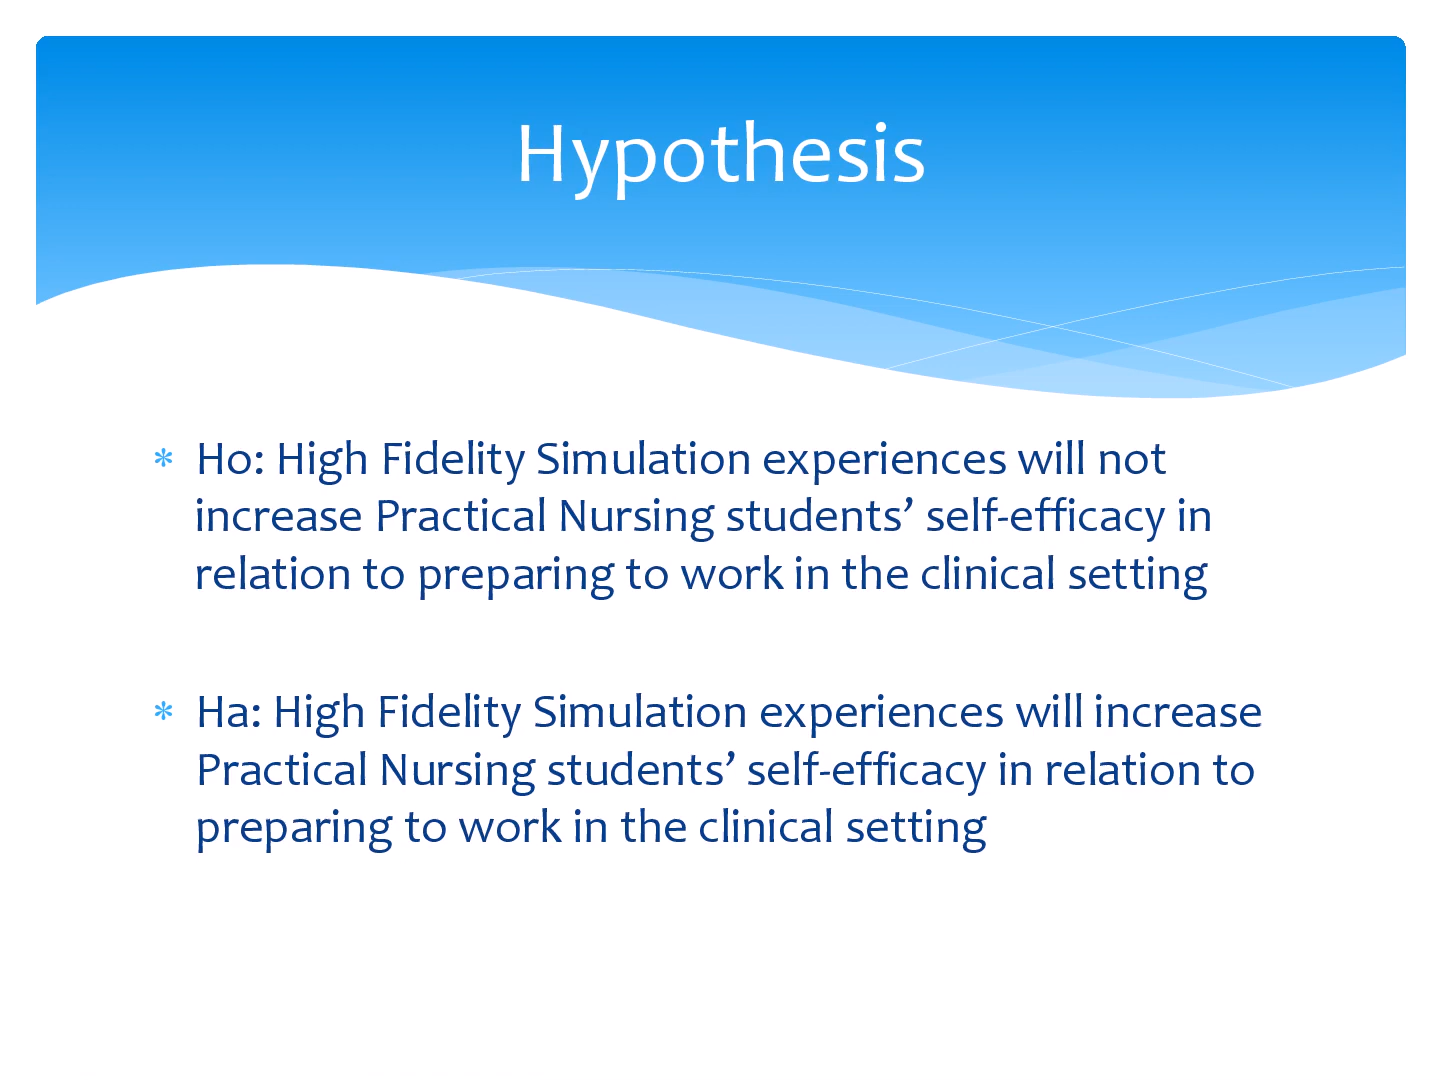 Hypothesis
* Ho: High Fidelity Simulation experiences will not
increase Practical Nursing students’ self-efficacy in
relation to preparing to work in the clinical setting
* Ha: High Fidelity Simulation experiences will increase
Practical Nursing students’ self-efficacy in relation to
preparing to work in the clinical setting